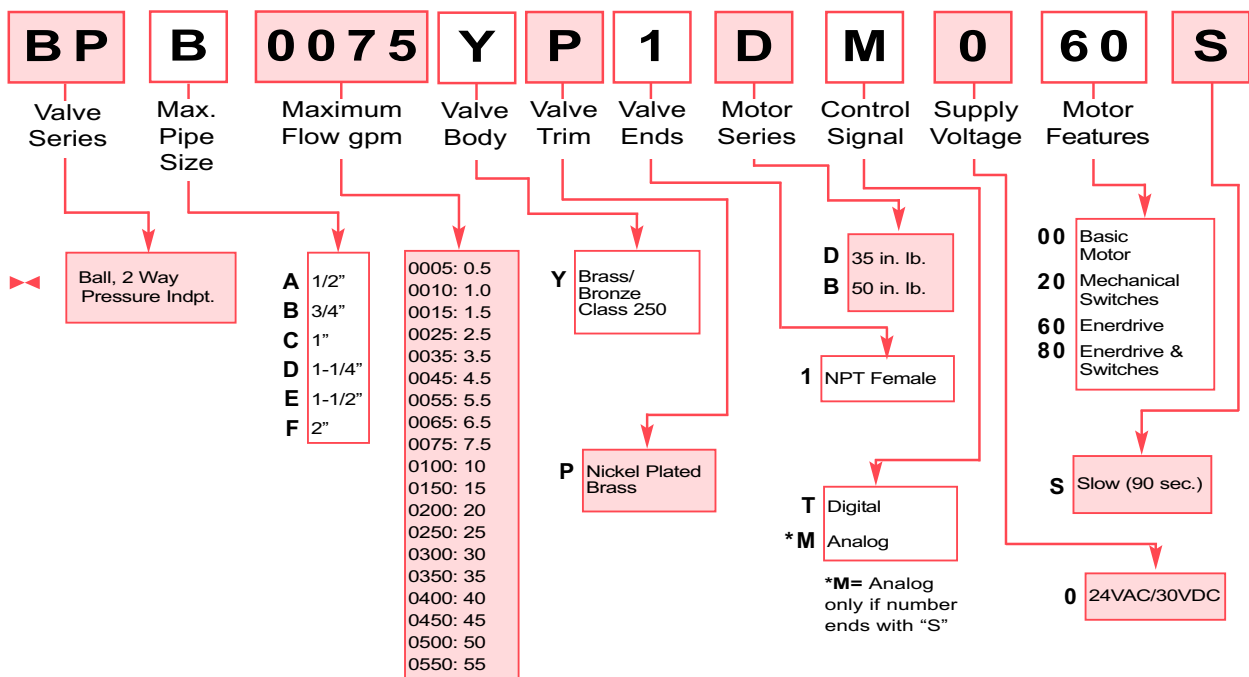 BP B 0075 Y P 1 D M 0 60 S
Valve
Series
Max.
Pipe
Size
Maximum
Flow gpm
Valve
Body
Valve
Trim
Valve
Ends
Motor
Series
Control
Signal
Supply
Voltage
Motor
Features
Ball, 2 Way
Pressure Indpt.
A 1/2”
B 3/4”
C 1”
D 1-1/4”
E 1-1/2”
F 2”
0005: 0.5
0010: 1.0
0015: 1.5
0025: 2.5
0035: 3.5
0045: 4.5
0055: 5.5
0065: 6.5
0075: 7.5
0100: 10
0150: 15
0200: 20
0250: 25
0300: 30
0350: 35
0400: 40
0450: 45
0500: 50
0550: 55
Y Brass/
Bronze
Class 250
P Nickel Plated
Brass
1 NPT Female
D 35 in. lb.
B 50 in. lb.
T Digital
*M Analog
*M= Analog
only if number
ends with “S”
0 24VAC/30VDC
00 Basic
Motor
20 Mechanical
Switches
60 Enerdrive
80 Enerdrive &
Switches
S Slow (90 sec.)